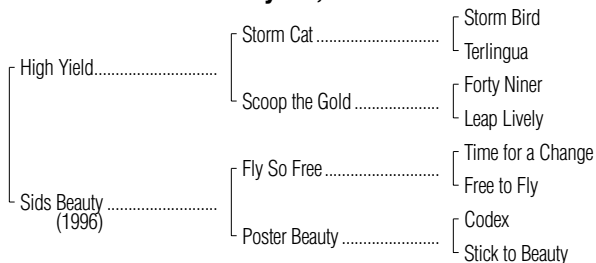 Storm Bird
Storm Cat
Terlingua
High Yield
Forty Niner
Scoop the Gold
Leap Lively
Time for a Change
Fly So Free
Free to Fly
Sids Beauty
(1996)
Codex
Poster Beauty
Stick to Beauty